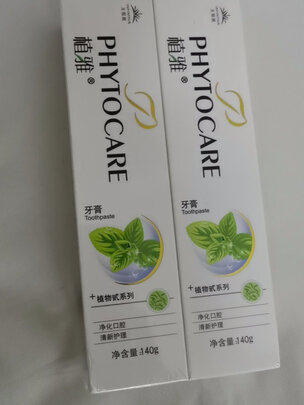 PHYTOCARE
植雅®
牙膏
Toothpaste
+植物贰系列
净化口腔
清新护理
净含量:140g
PHYTOCARE
植雅®
牙膏
Toothpaste
+植物贰系列
净化口腔
清新护理
净含量:140g